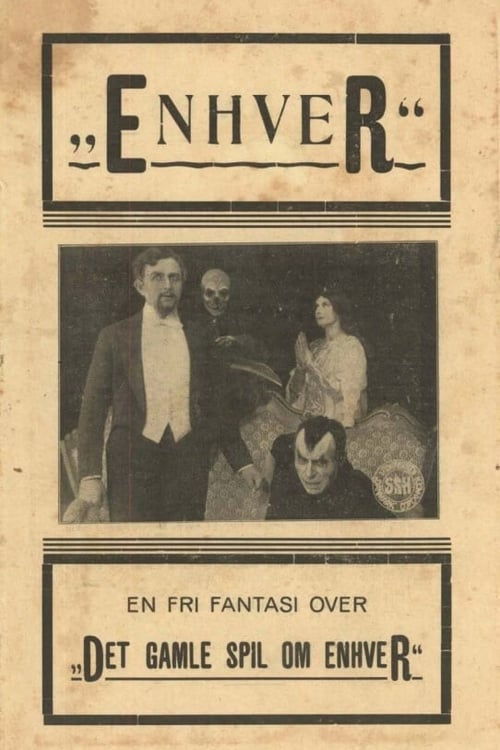 „ENHVER“
S&H
EN FRI FANTASI OVER
„DET GAMLE SPIL OM ENHVER“